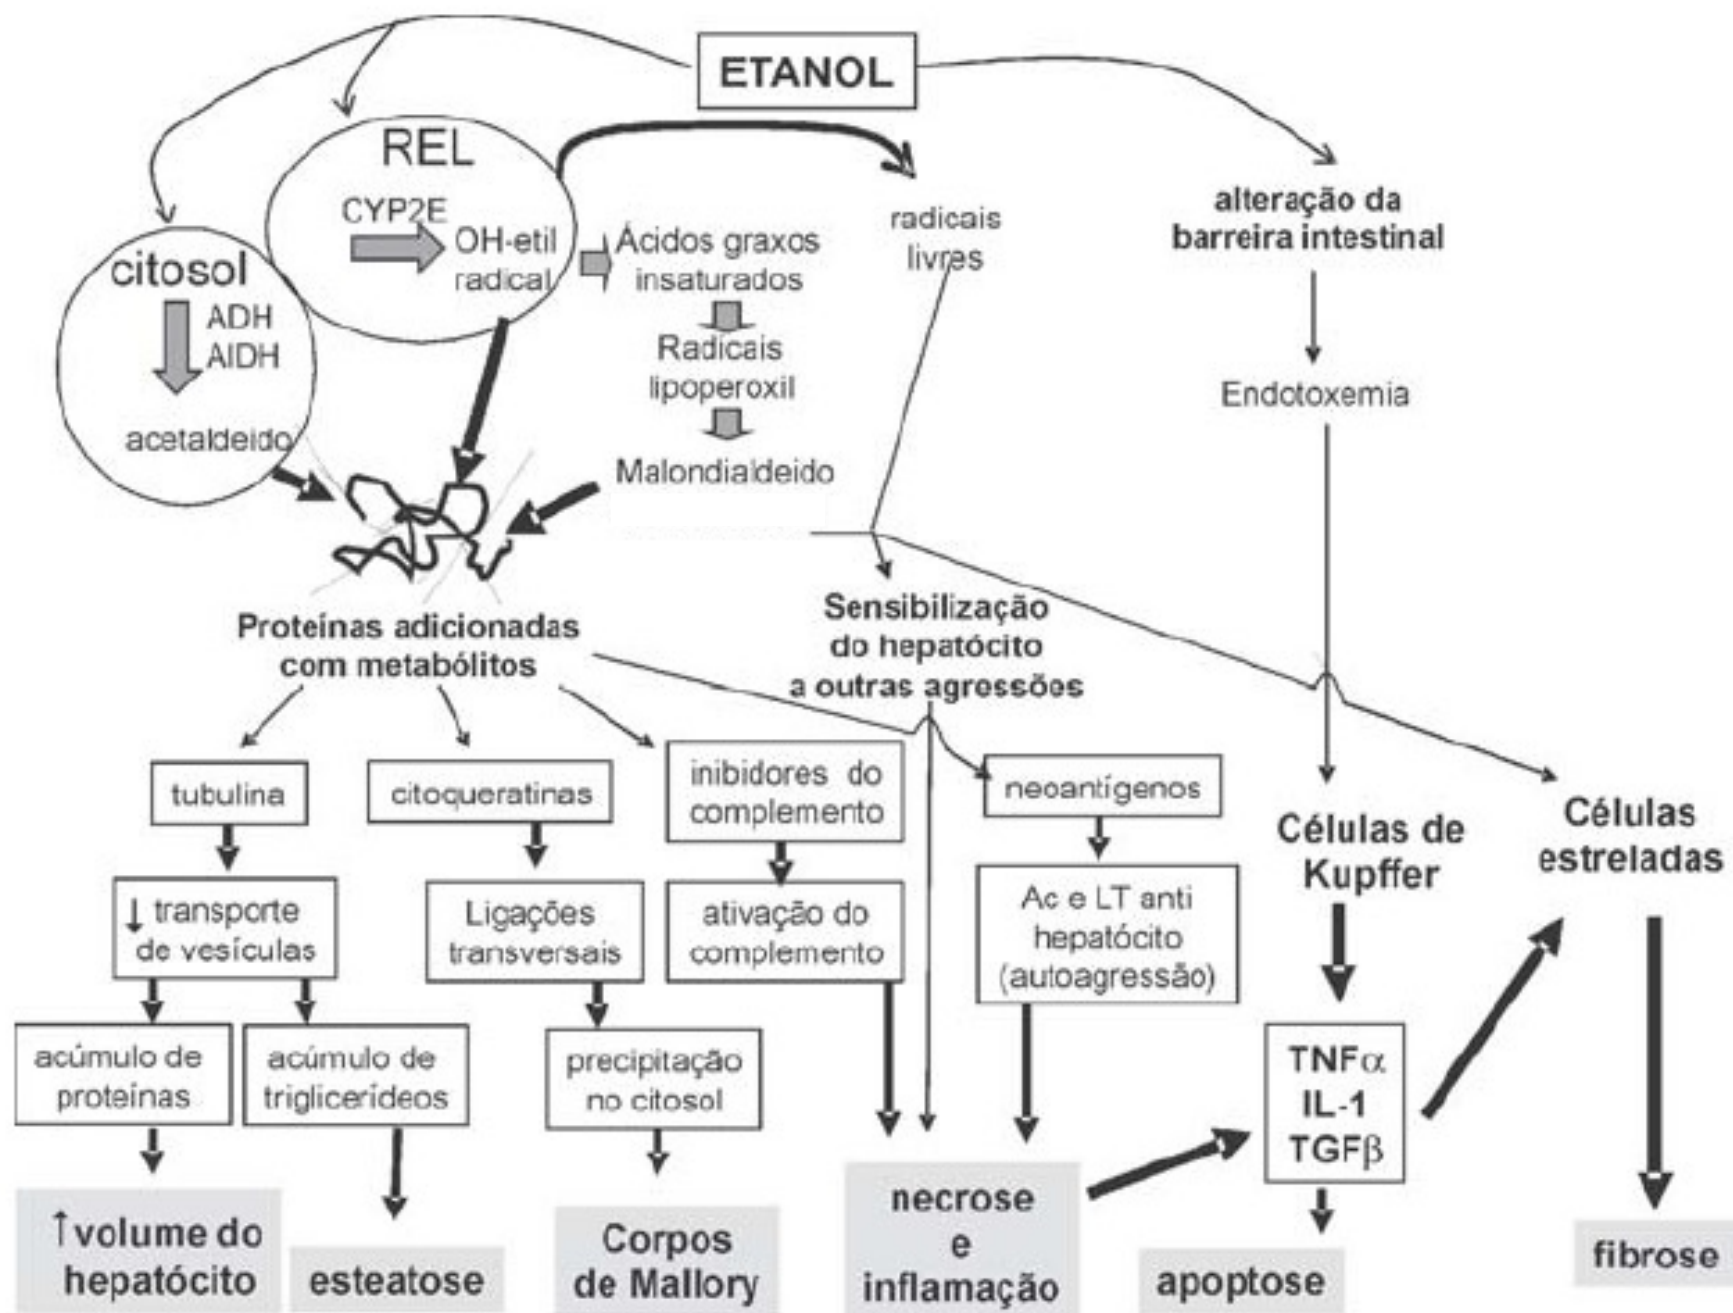 ETANOL
REL
CYP2E
OH-etil
radical
citosol
ADH
AlDH
acetaldeido
Ácidos graxos
insaturados
Radicais
lipoperoxil
Malondialdeido
radicais
livres
alteração da
barreira intestinal
Endotoxemia
Proteínas adicionadas
com metabólitos
Sensibilização
do hepatócito
a outras agressões
tubulina
citoqueratinas
inibidores do
complemento
neoantígenos
Células de
Kupffer
Células
estreladas
↓ transporte
de vesículas
Ligações
transversais
ativação do
complemento
Ac e LT anti
hepatócito
(autoagressão)
acúmulo de
proteínas
acúmulo de
triglicerídeos
precipitação
no citosol
TNFα
IL-1
TGFβ
↑ volume do
hepatócito
esteatose
Corpos
de Mallory
necrose
e
inflamação
apoptose
fibrose